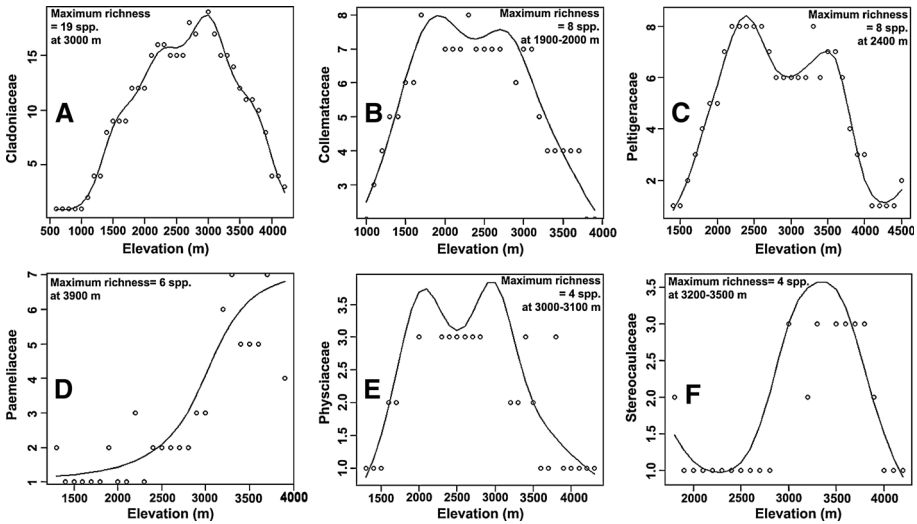 Maximum richness
= 19 spp.
at 3000 m
A
Cladoniaceae
5 10 15
500 1000 1500 2000 2500 3000 3500 4000
Elevation (m)
Maximum richness
= 8 spp.
at 1900-2000 m
B
Collemataceae
3 4 5 6 7 8
1000 1500 2000 2500 3000 3500 4000
Elevation (m)
Maximum richness
= 8 spp.
at 2400 m
C
Peltigeraceae
2 4 6 8
1500 2000 2500 3000 3500 4000 4500
Elevation (m)
Maximum richness= 6 spp.
at 3900 m
D
Paemeliaceae
1 2 3 4 5 6 7
1500 2000 2500 3000 3500 4000
Elevation (m)
Maximum richness
= 4 spp.
at 3000-3100 m
E
Physciaceae
1.0 1.5 2.0 2.5 3.0 3.5
1500 2000 2500 3000 3500 4000
Elevation (m)
Maximum richness= 4 spp.
at 3200-3500 m
F
Stereocaulaceae
1.0 1.5 2.0 2.5 3.0 3.5
2000 2500 3000 3500 4000
Elevation (m)